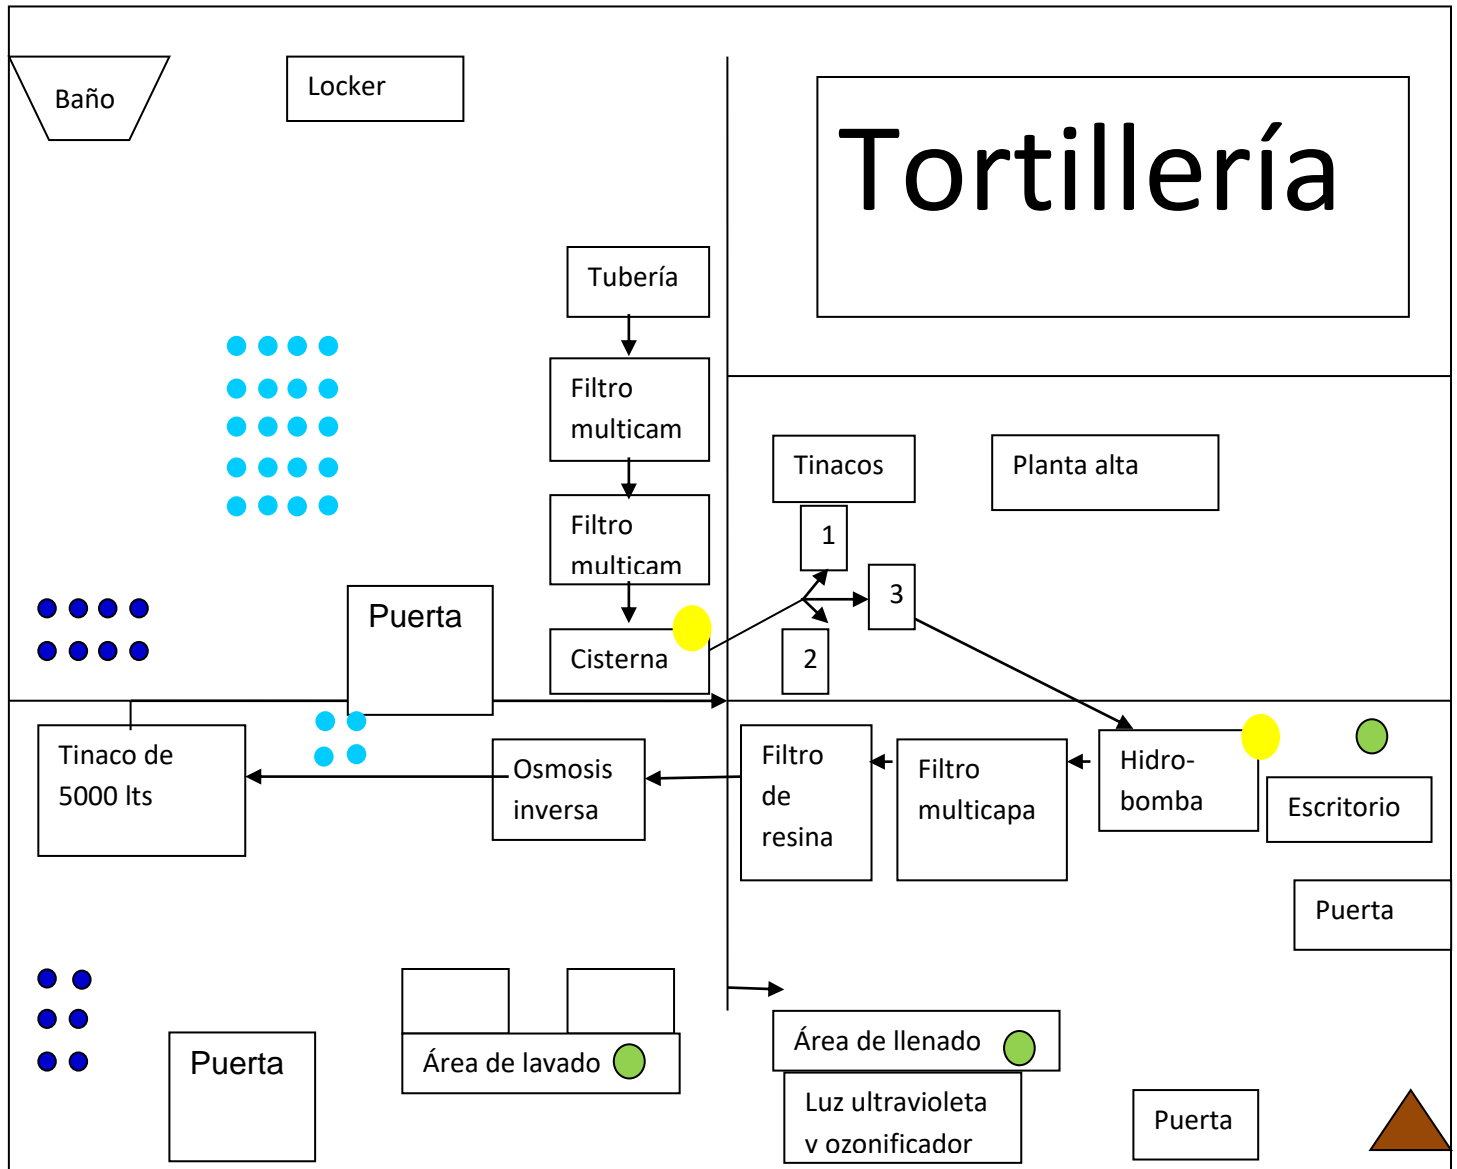 Baño
Locker
Tortillería
Tubería
Filtro
multicam
Filtro
multicam
Cisterna
Puerta
Tinacos
Planta alta
1
3
2
Tinaco de
5000 lts
Osmosis
inversa
Filtro
de
resina
Filtro
multicapa
Hidro-
bomba
Escritorio
Puerta
Puerta
Área de lavado
Área de llenado
Luz ultravioleta
y ozonificador
Puerta